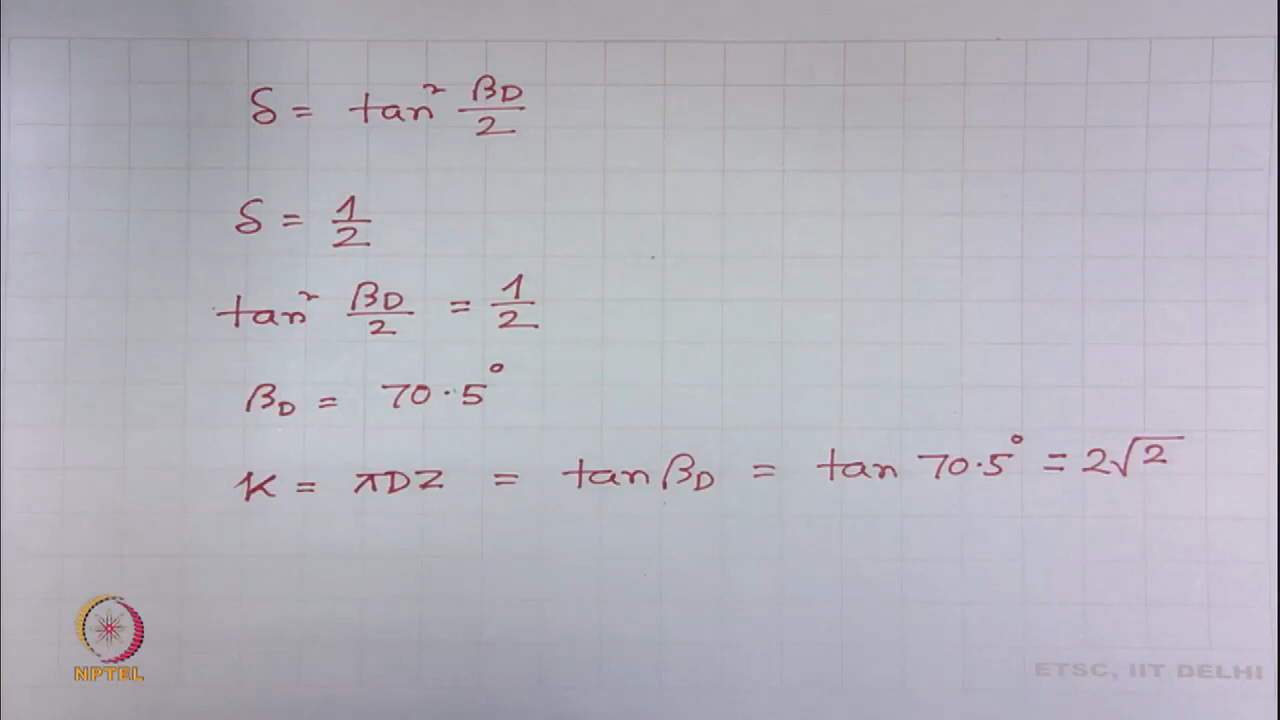 δ = tan² βD/2
δ = 1/2
tan² βD/2 = 1/2
βD = 70.5°
K = πDZ = tan βD = tan 70.5° = 2√2
NPTEL
ETSC, IIT DELHI